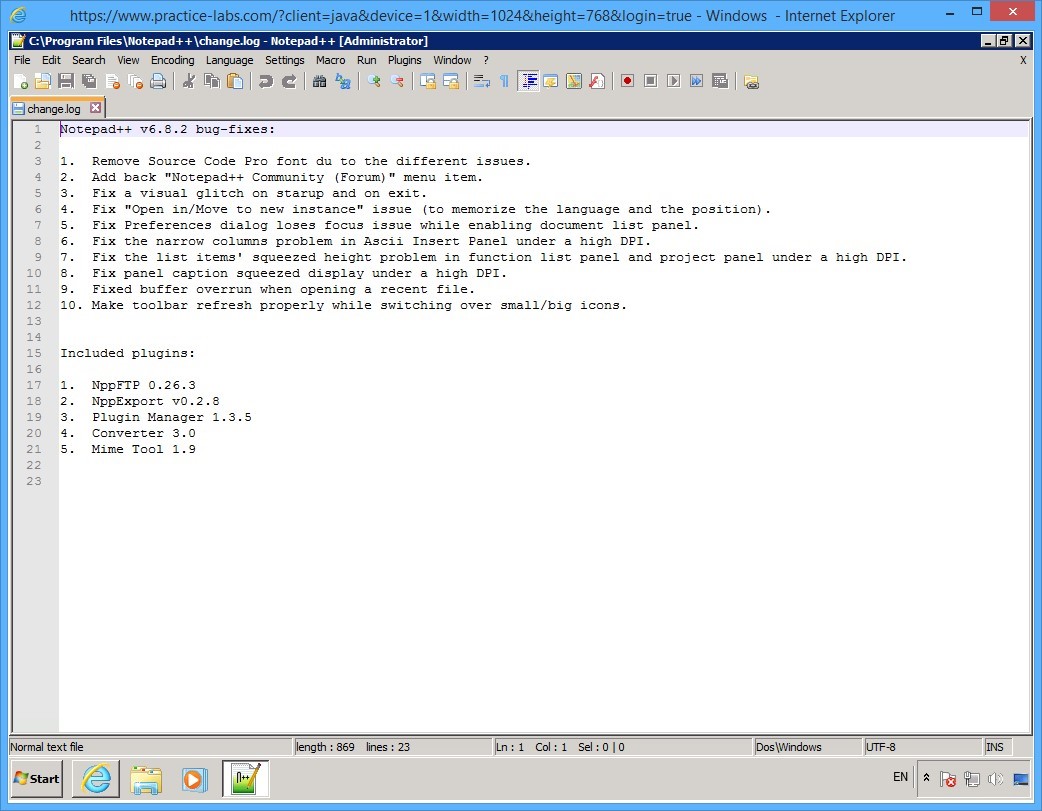 https://www.practice-labs.com/?client=java&device=1&width=1024&height=768&login=true - Windows - Internet Explorer
C:\Program Files\Notepad++\change.log - Notepad++ [Administrator]
File Edit Search View Encoding Language Settings Macro Run Plugins Window ? X
change.log
1 Notepad++ v6.8.2 bug-fixes:
2
3 1. Remove Source Code Pro font du to the different issues.
4 2. Add back "Notepad++ Community (Forum)" menu item.
5 3. Fix a visual glitch on starup and on exit.
6 4. Fix "Open in/Move to new instance" issue (to memorize the language and the position).
7 5. Fix Preferences dialog loses focus issue while enabling document list panel.
8 6. Fix the narrow columns problem in Ascii Insert Panel under a high DPI.
9 7. Fix the list items' squeezed height problem in function list panel and project panel under a high DPI.
10 8. Fix panel caption squeezed display under a high DPI.
11 9. Fixed buffer overrun when opening a recent file.
12 10. Make toolbar refresh properly while switching over small/big icons.
13
14
15 Included plugins:
16
17 1. NppFTP 0.26.3
18 2. NppExport v0.2.8
19 3. Plugin Manager 1.3.5
20 4. Converter 3.0
21 5. Mime Tool 1.9
22
23
Normal text file length : 869 lines : 23 Ln : 1 Col : 1 Sel : 0 | 0 Dos\Windows UTF-8 INS
Start EN